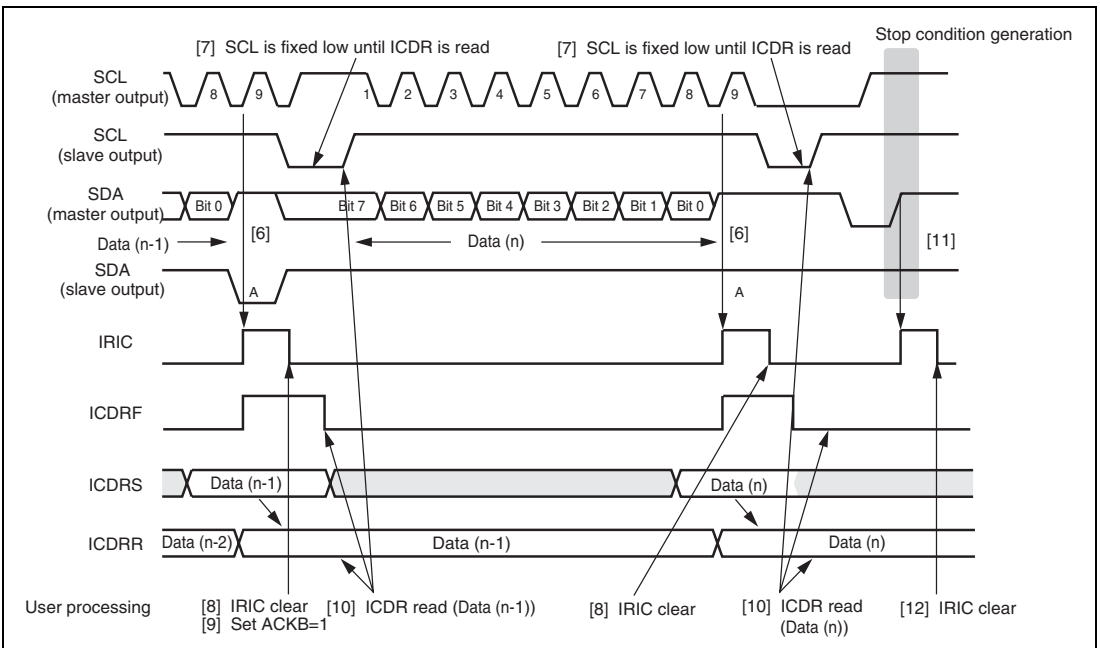 Stop condition generation
[7] SCL is fixed low until ICDR is read
[7] SCL is fixed low until ICDR is read
SCL
(master output)
8
9
1
2
3
4
5
6
7
8
9
SCL
(slave output)
SDA
(master output)
Bit 0
Bit 7
Bit 6
Bit 5
Bit 4
Bit 3
Bit 2
Bit 1
Bit 0
Data (n-1)
[6]
Data (n)
[6]
[11]
SDA
(slave output)
A
A
IRIC
ICDRF
ICDRS
Data (n-1)
Data (n)
ICDRR
Data (n-2)
Data (n-1)
Data (n)
User processing
[8] IRIC clear
[9] Set ACKB=1
[10] ICDR read (Data (n-1))
[8] IRIC clear
[10] ICDR read
(Data (n))
[12] IRIC clear